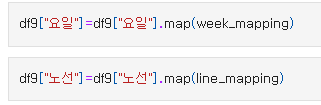 df9["요일"]=df9["요일"].map(week_mapping)
df9["노선"]=df9["노선"].map(line_mapping)